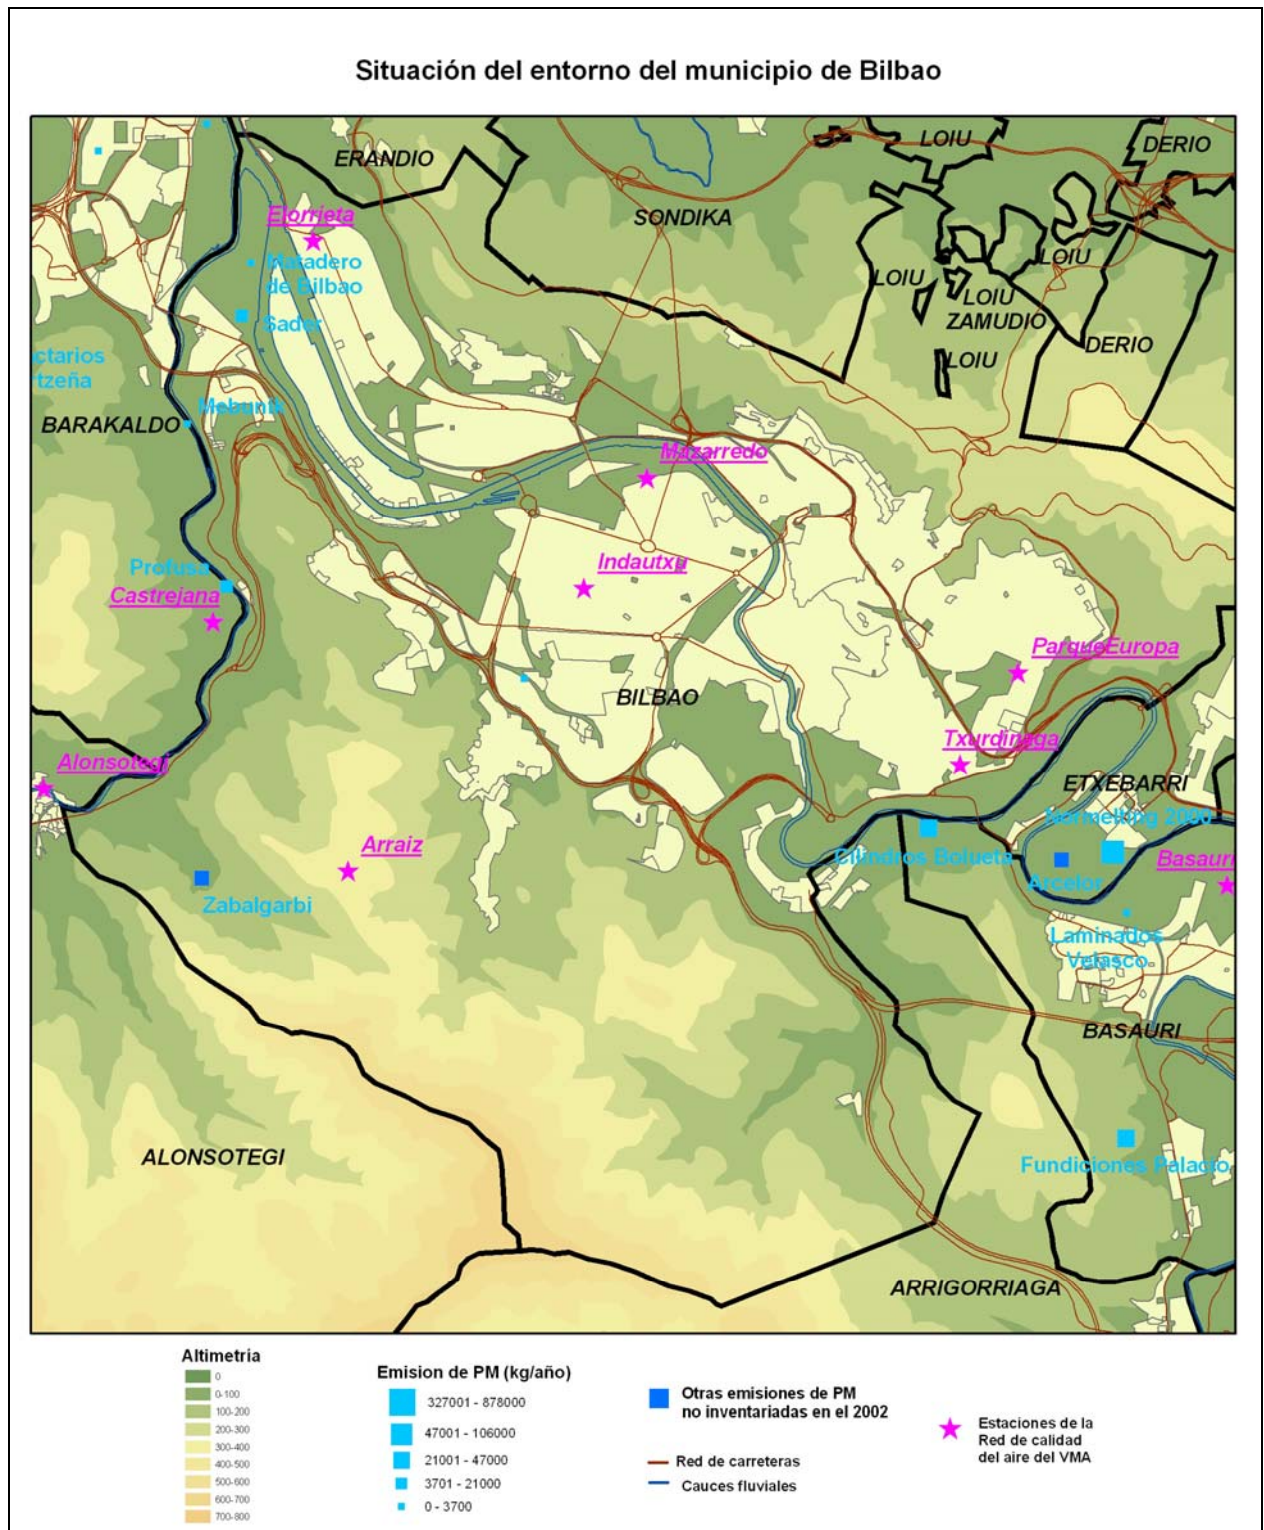 Situación del entorno del municipio de Bilbao
LOIU
DERIO
ERANDIO
Elorrieta
SONDIKA
Matadero
de Bilbao
LOIU
LOIU
LOIU
ZAMUDIO
Sader
DERIO
ctarios
rtzeña
LOIU
Mebunik
BARAKALDO
Mazarredo
Indautxu
Profusa
Castrejana
ParqueEuropa
BILBAO
Txurdinaga
Alonsotegi
ETXEBARRI
Normelting 2000
Arraiz
Cilindros Bolueta
Basauri
Arcelor
Zabalgarbi
Laminados
Velasco
BASAURI
ALONSOTEGI
Fundiciones Palacio
ARRIGORRIAGA
Altimetria
0
0-100
100-200
200-300
300-400
400-500
500-600
600-700
700-800
Emision de PM (kg/año)
327001 - 878000
47001 - 106000
21001 - 47000
3701 - 21000
0 - 3700
Otras emisiones de PM
no inventariadas en el 2002
Red de carreteras
Cauces fluviales
Estaciones de la
Red de calidad
del aire del VMA